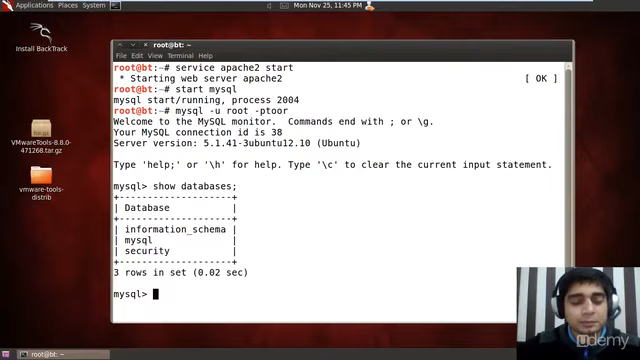 Applications Places System
Mon Nov 25, 11:45 PM
Install BackTrack
VMwareTools-8.8.0-
471268.tar.gz
vmware-tools-
distrib
root@bt: ~
File Edit View Terminal Help
root@bt:~# service apache2 start
* Starting web server apache2 [ OK ]
root@bt:~# start mysql
mysql start/running, process 2004
root@bt:~# mysql -u root -ptoor
Welcome to the MySQL monitor. Commands end with ; or \g.
Your MySQL connection id is 38
Server version: 5.1.41-3ubuntu12.10 (Ubuntu)
Type 'help;' or '\h' for help. Type '\c' to clear the current input statement.
mysql> show databases;
+--------------------+
| Database |
+--------------------+
| information_schema |
| mysql |
| security |
+--------------------+
3 rows in set (0.02 sec)
mysql>
udemy
root@bt: ~